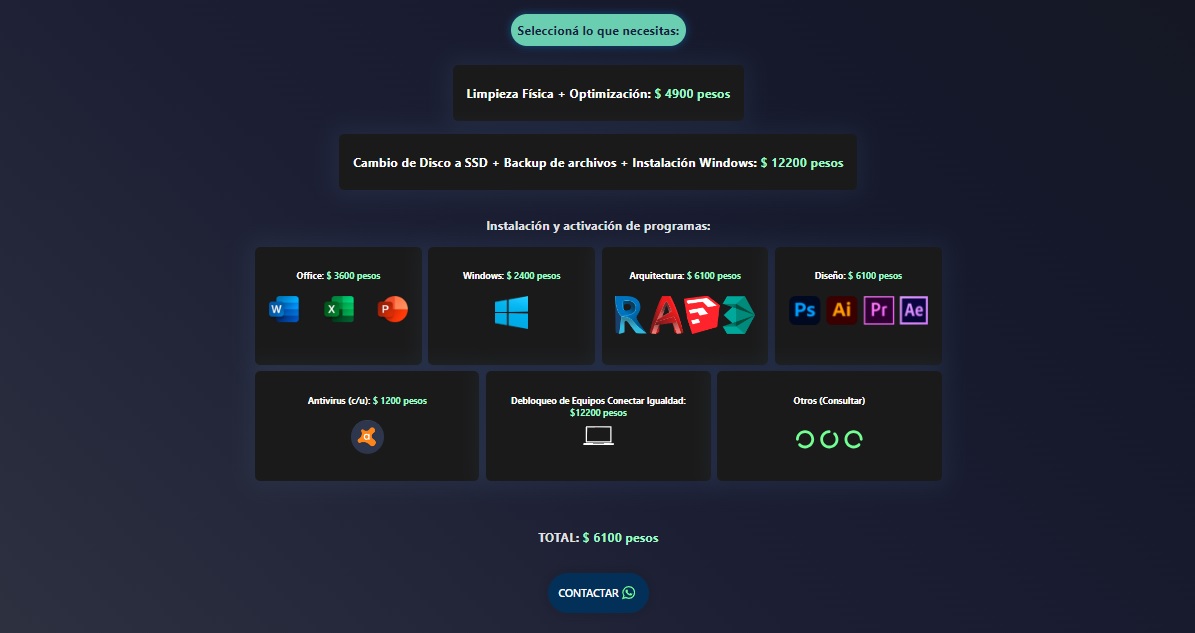 Seleccioná lo que necesitas:
Limpieza Física + Optimización: $ 4900 pesos
Cambio de Disco a SSD + Backup de archivos + Instalación Windows: $ 12200 pesos
Instalación y activación de programas:
Office: $ 3600 pesos
W X P
Windows: $ 2400 pesos
Arquitectura: $ 6100 pesos
R A 3
Diseño: $ 6100 pesos
Ps Ai Pr Ae
Antivirus (c/u): $ 1200 pesos
Debloqueo de Equipos Conectar Igualdad:
$12200 pesos
Otros (Consultar)
TOTAL: $ 6100 pesos
CONTACTAR